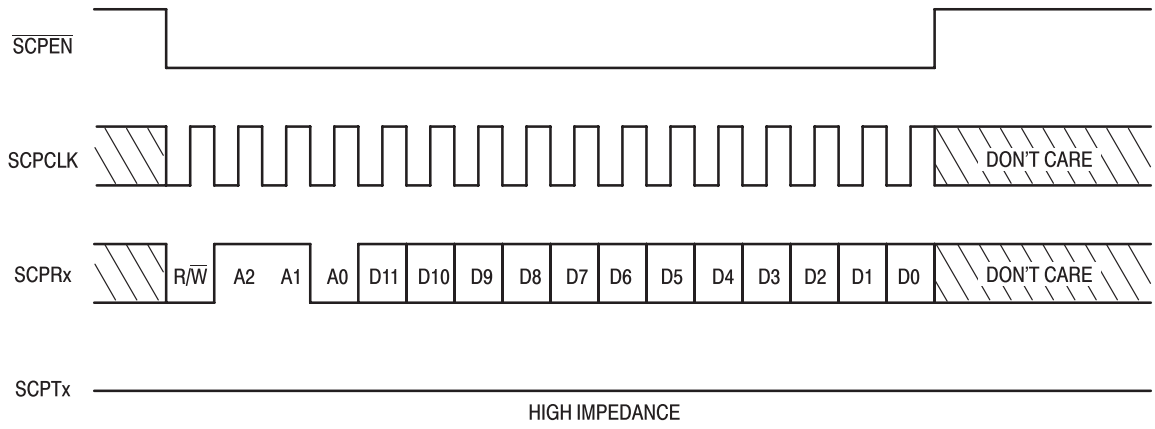 S̅C̅P̅E̅N̅
SCPCLK
DON'T CARE
SCPRx
R/W̅ A2 A1 A0 D11 D10 D9 D8 D7 D6 D5 D4 D3 D2 D1 D0 DON'T CARE
SCPTx
HIGH IMPEDANCE